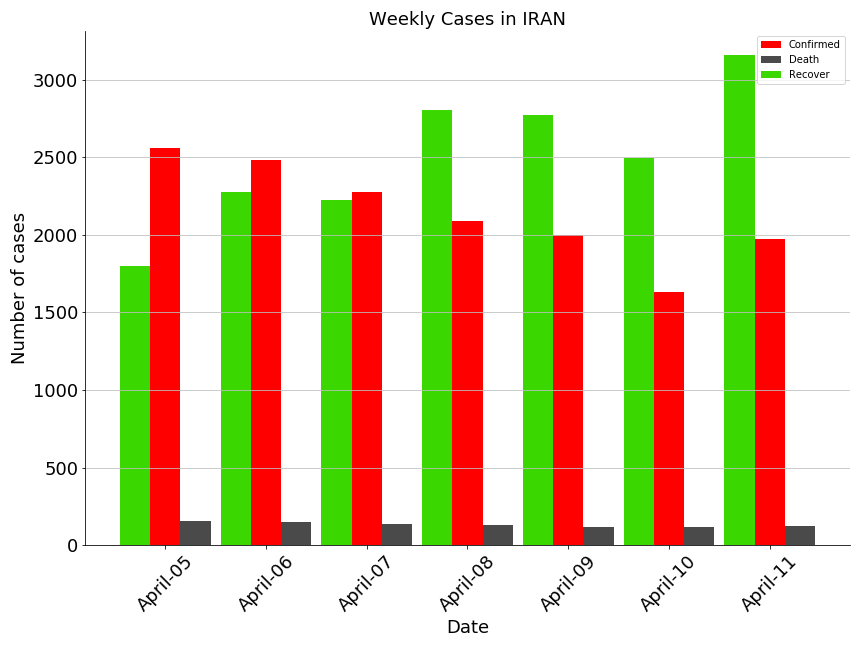 Weekly Cases in IRAN
Confirmed
Death
Recover
Number of cases
3000
2500
2000
1500
1000
500
0
April-05
April-06
April-07
April-08
April-09
April-10
April-11
Date